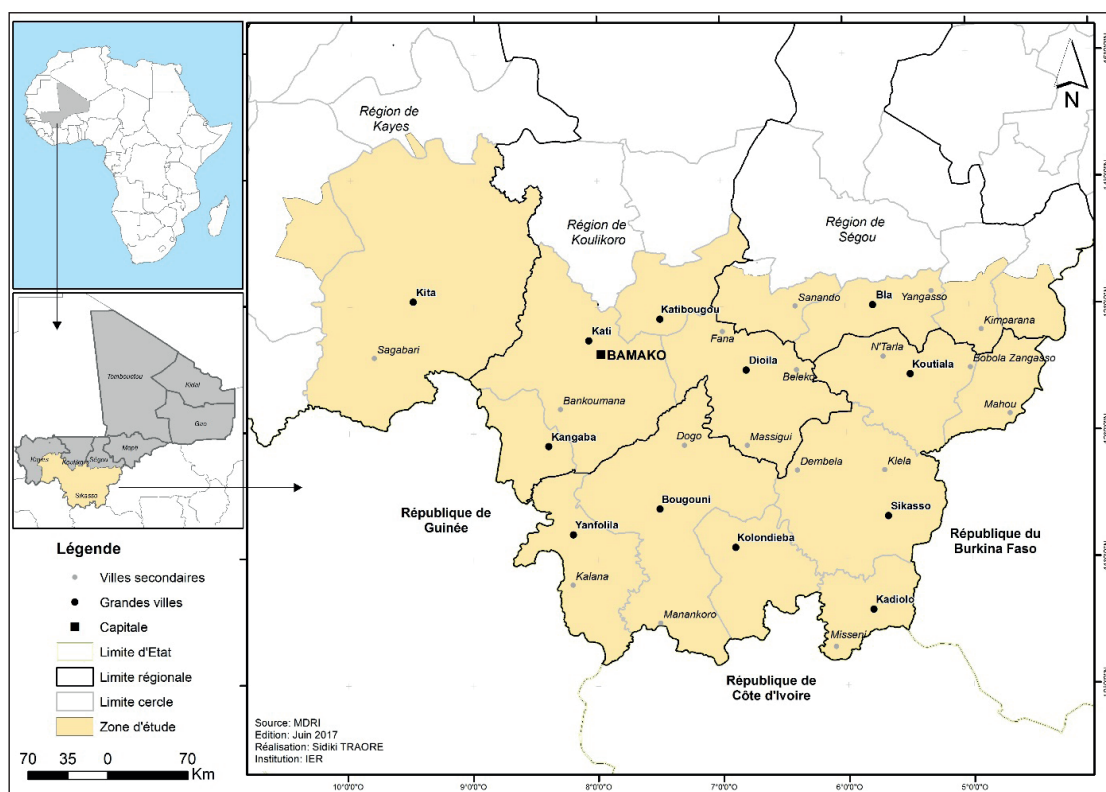 Tombouctou
Kidal
Gao
Mopti
Kayes
Ségou
Sikasso
Légende
Villes secondaires
Grandes villes
Capitale
Limite d'Etat
Limite régionale
Limite cercle
Zone d'étude
70 35 0 70
Km
N
Région de
Kayes
Région de
Koulikoro
Région de
Ségou
Kita
Sagabari
Kati
BAMAKO
Katibougou
Fana
Sanando
Bla
Yangasso
Kimparana
N'Tarla
Koutiala
Bobola Zangasso
Mahou
Dioila
Beleko
Bankoumana
Kangaba
Dogo
Massigui
Dembela
Klela
Bougouni
Sikasso
Yanfolila
Kolondieba
Kalana
Manankoro
Kadiolo
Misseni
République de
Guinée
République du
Burkina Faso
République de
Côte d'Ivoire
Source: MDRI
Edition: Juin 2017
Réalisation: Sidiki TRAORE
Institution: IER
10°0'0"O
9°0'0"O
8°0'0"O
7°0'0"O
6°0'0"O
5°0'0"O